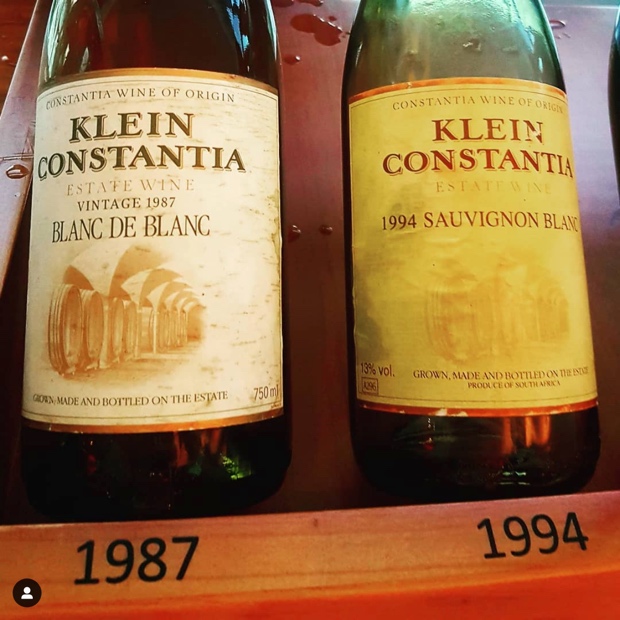 CONSTANTIA WINE OF ORIGIN
KLEIN
CONSTANTIA
ESTATE WINE
VINTAGE 1987
BLANC DE BLANC
GROWN, MADE AND BOTTLED ON THE ESTATE
750 ml
CONSTANTIA WINE OF ORIGIN
KLEIN
CONSTANTIA
ESTATE WINE
1994 SAUVIGNON BLANC
13% vol.
A296
GROWN, MADE AND BOTTLED ON THE ESTATE
PRODUCE OF SOUTH AFRICA
1987
1994